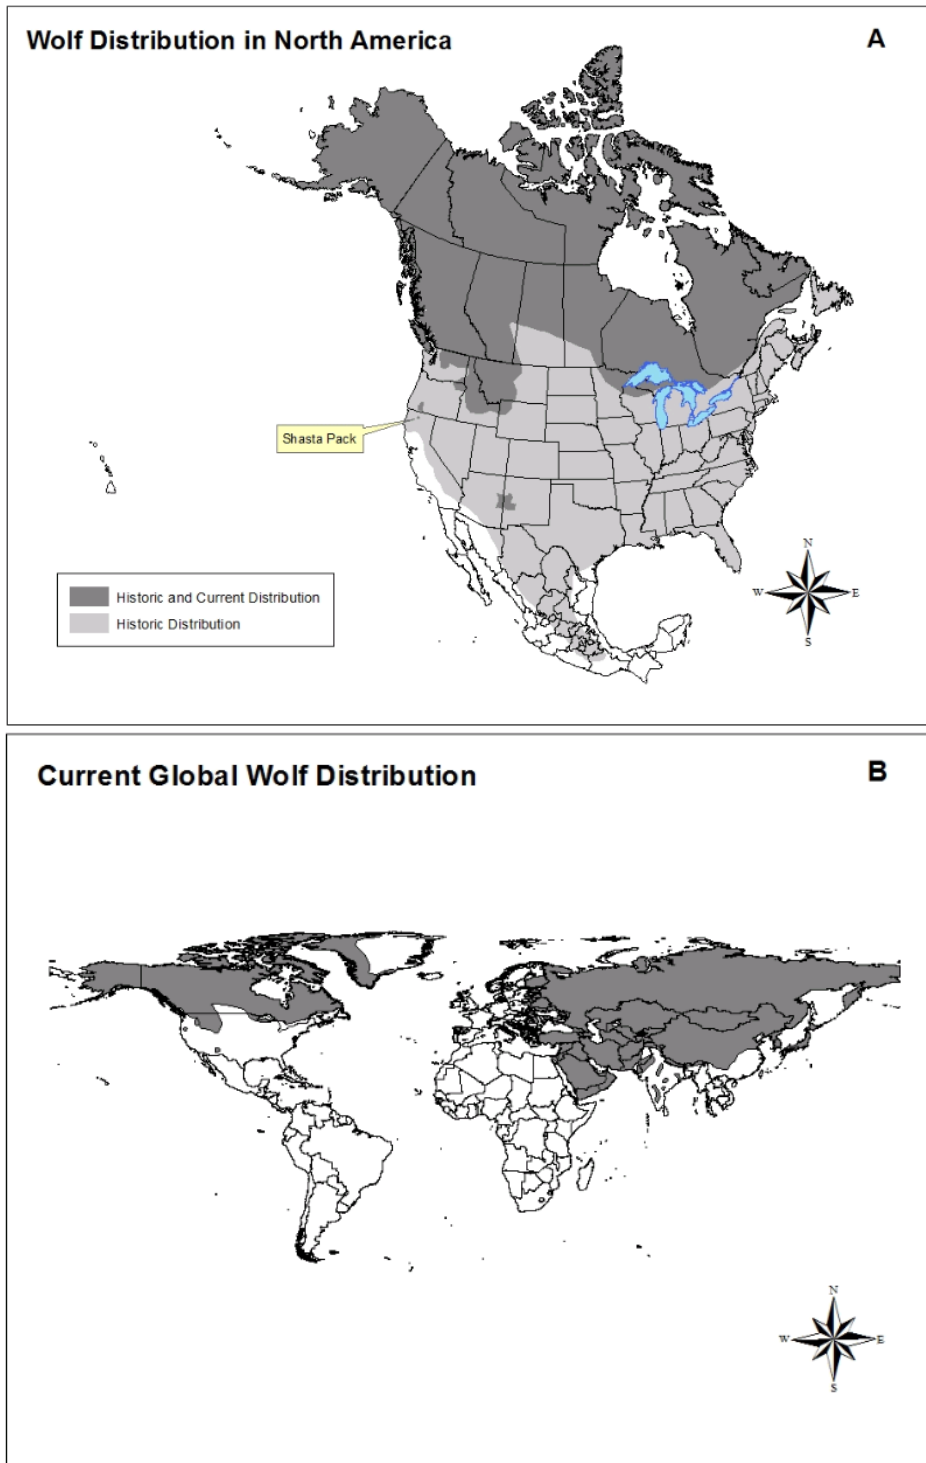 Wolf Distribution in North America
A
Shasta Pack
Historic and Current Distribution
Historic Distribution
N
W
E
S
Current Global Wolf Distribution
B
N
W
E
S